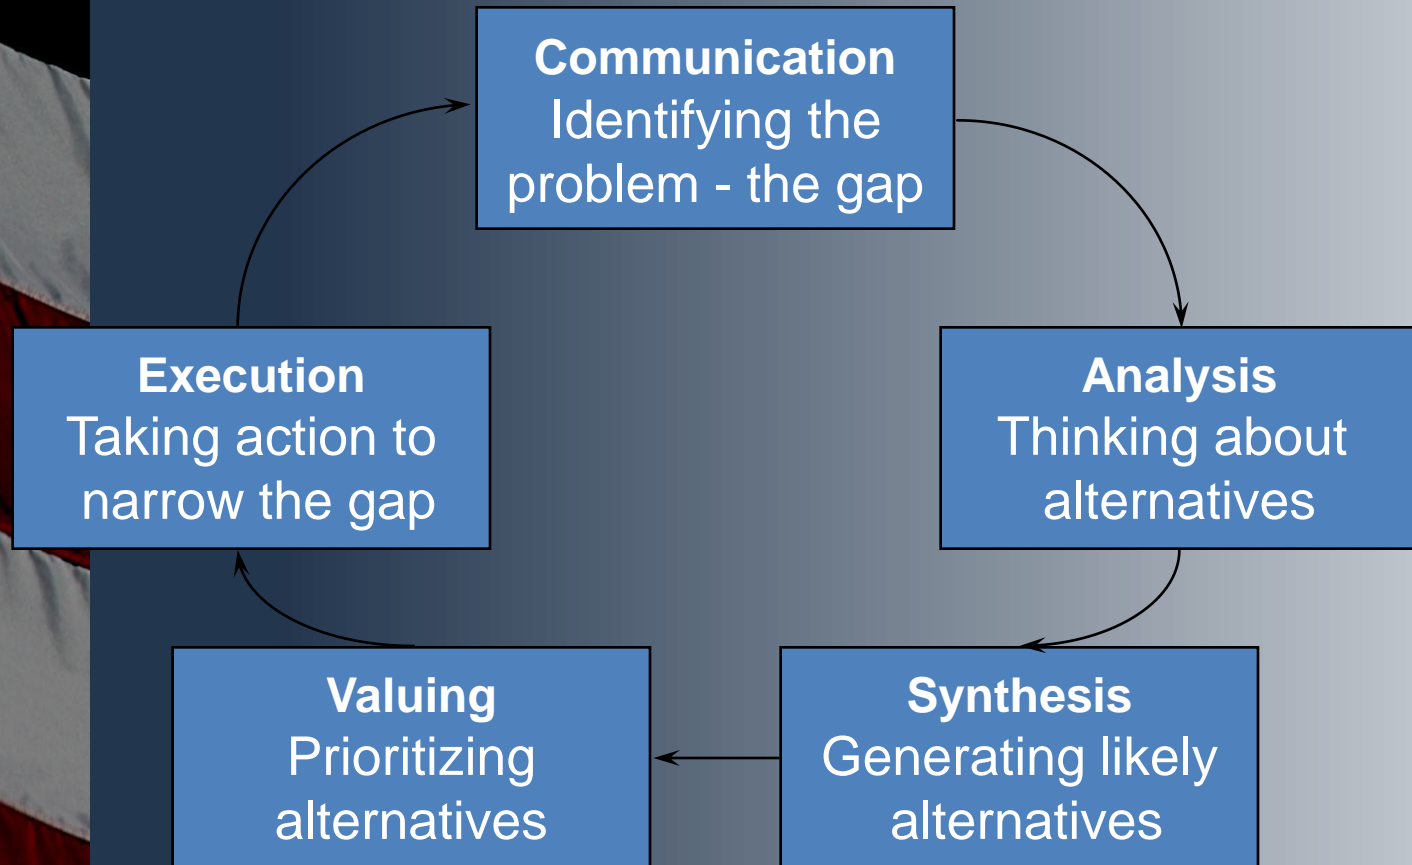 Communication
Identifying the
problem - the gap
Analysis
Thinking about
alternatives
Synthesis
Generating likely
alternatives
Valuing
Prioritizing
alternatives
Execution
Taking action to
narrow the gap